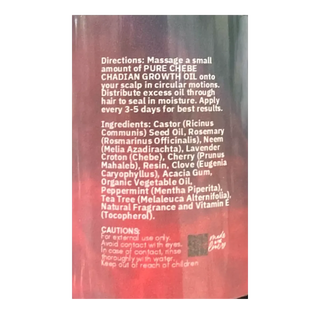 Directions: Massage a small
amount of PURE CHEBE
CHADIAN GROWTH OIL onto
your scalp in circular motions.
Distribute excess oil through
hair to seal in moisture. Apply
every 3-5 days for best results.
Ingredients: Castor (Ricinus
Communis) Seed Oil, Rosemary
(Rosmarinus Officinalis), Neem
(Melia Azadirachta), Lavender
Croton (Chebe), Cherry (Prunus
Mahaleb), Resin, Clove (Eugenia
Caryophyllus), Acacia Gum,
Organic Vegetable Oil,
Peppermint (Mentha Piperita),
Tea Tree (Melaleuca Alternifolia),
Natural Fragrance and Vitamin E
(Tocopherol).
CAUTIONS:
For external use only.
Avoid contact with eyes.
In case of contact, rinse
thoroughly with water.
Keep out of reach of children
made